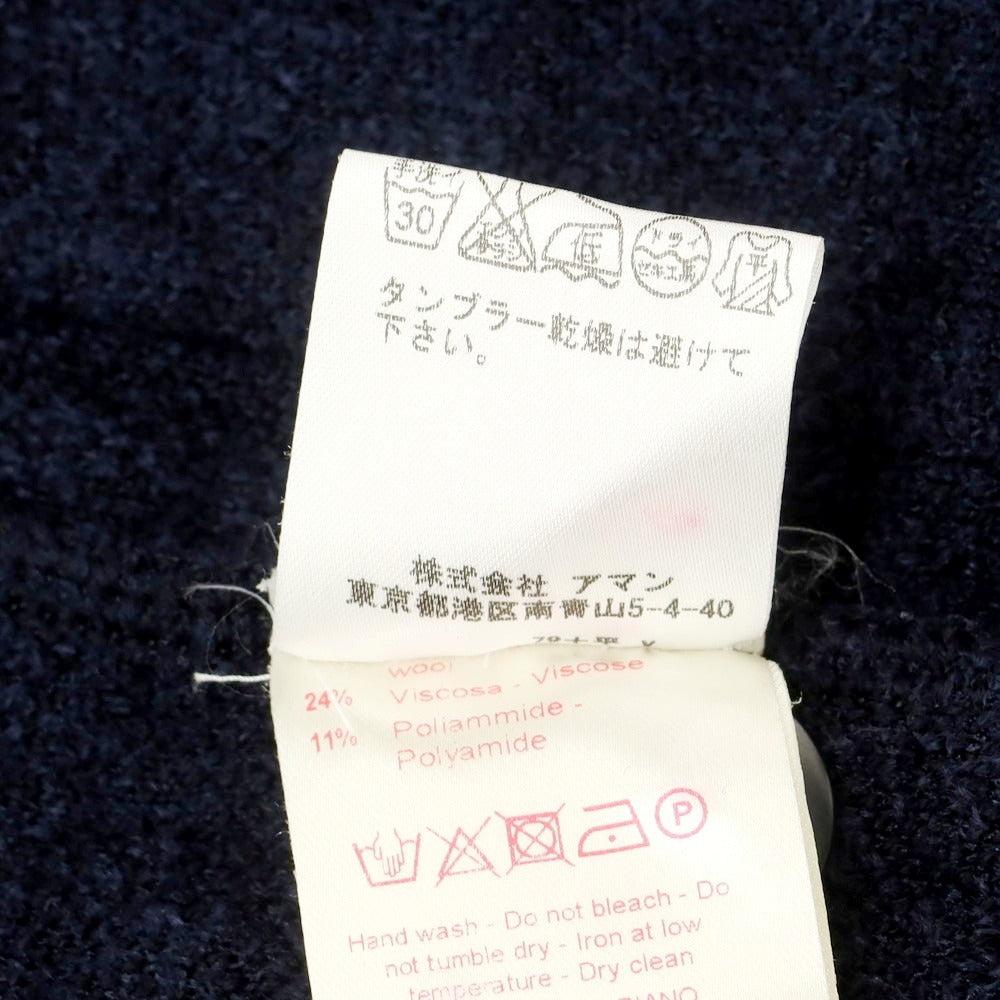 手洗
30
タンブラー乾燥は避けて
下さい。
株式会社 アマン
東京都港区南青山5-4-40
wool
24% Viscosa - Viscose
11% Poliammide -
Polyamide
P
Hand wash - Do not bleach - Do
not tumble dry - Iron at low
temperature - Dry clean